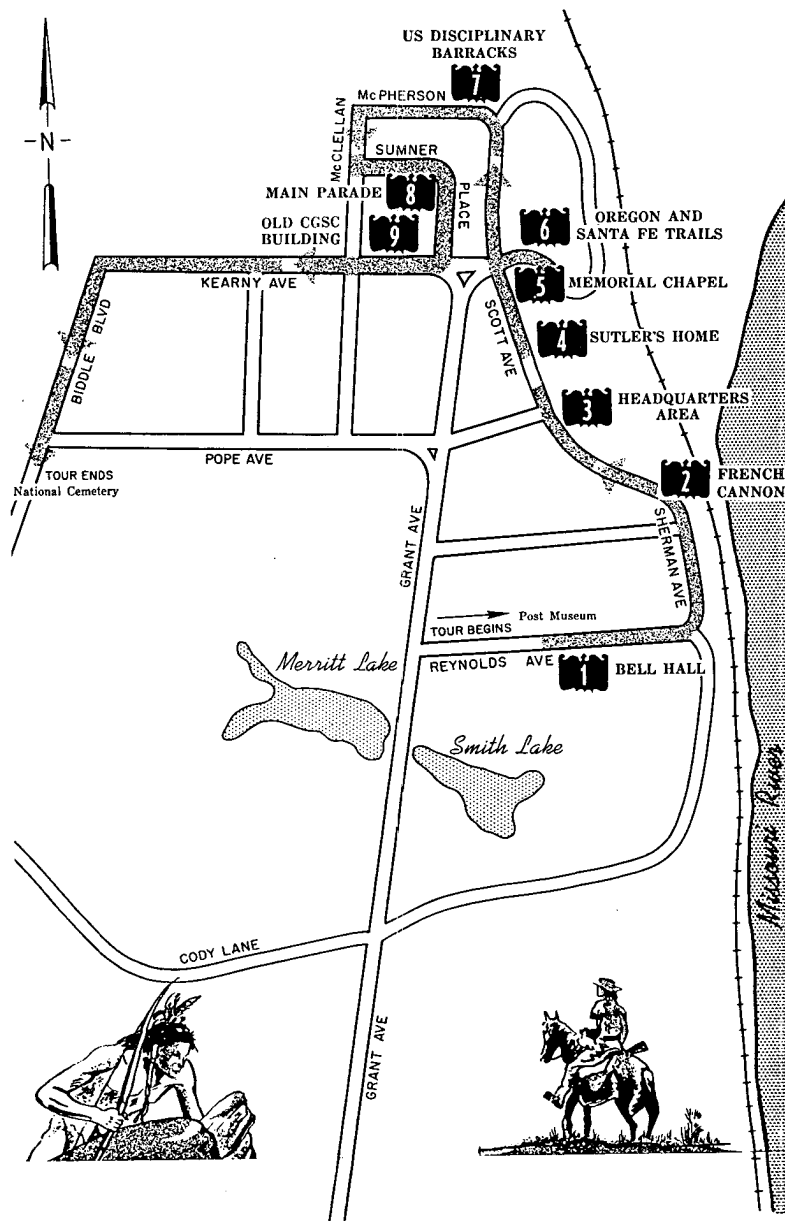 US DISCIPLINARY
BARRACKS
7
McPHERSON
-N-
McCLELLAN
SUMNER
PLACE
MAIN PARADE
8
OLD CGSC
BUILDING
9
6
OREGON AND
SANTA FE TRAILS
5
MEMORIAL CHAPEL
KEARNY AVE
SCOTT AVE
4
SUTLER'S HOME
BIDDLE BLVD
3
HEADQUARTERS
AREA
POPE AVE
TOUR ENDS
National Cemetery
2
FRENCH
CANNON
SHERMAN AVE
GRANT AVE
Post Museum
TOUR BEGINS
REYNOLDS AVE
1
BELL HALL
Merritt Lake
Smith Lake
Missouri River
CODY LANE
GRANT AVE